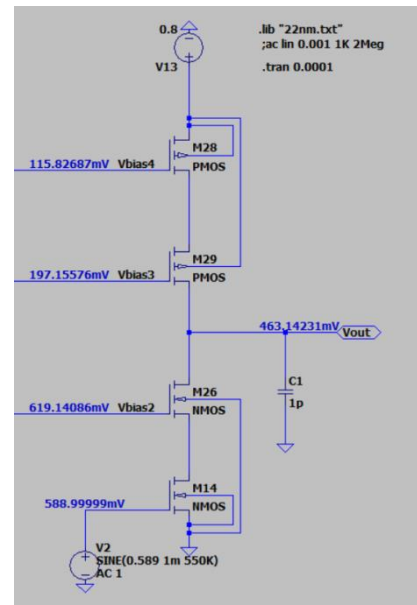 0.8
.lib "22nm.txt"
;ac lin 0.001 1K 2Meg
V13
.tran 0.0001
M28
115.82687mV Vbias4
PMOS
M29
197.15576mV Vbias3
PMOS
463.14231mV Vout
M26
C1
1p
619.14086mV Vbias2
NMOS
M14
588.99999mV
NMOS
V2
SINE(0.589 1m 550K)
AC 1